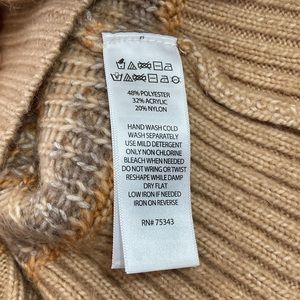 48% POLYESTER
32% ACRYLIC
20% NYLON
HAND WASH COLD
WASH SEPARATELY
USE MILD DETERGENT
ONLY NON CHLORINE
BLEACH WHEN NEEDED
DO NOT WRING OR TWIST
RESHAPE WHILE DAMP
DRY FLAT
LOW IRON IF NEEDED
IRON ON REVERSE
RN# 75343